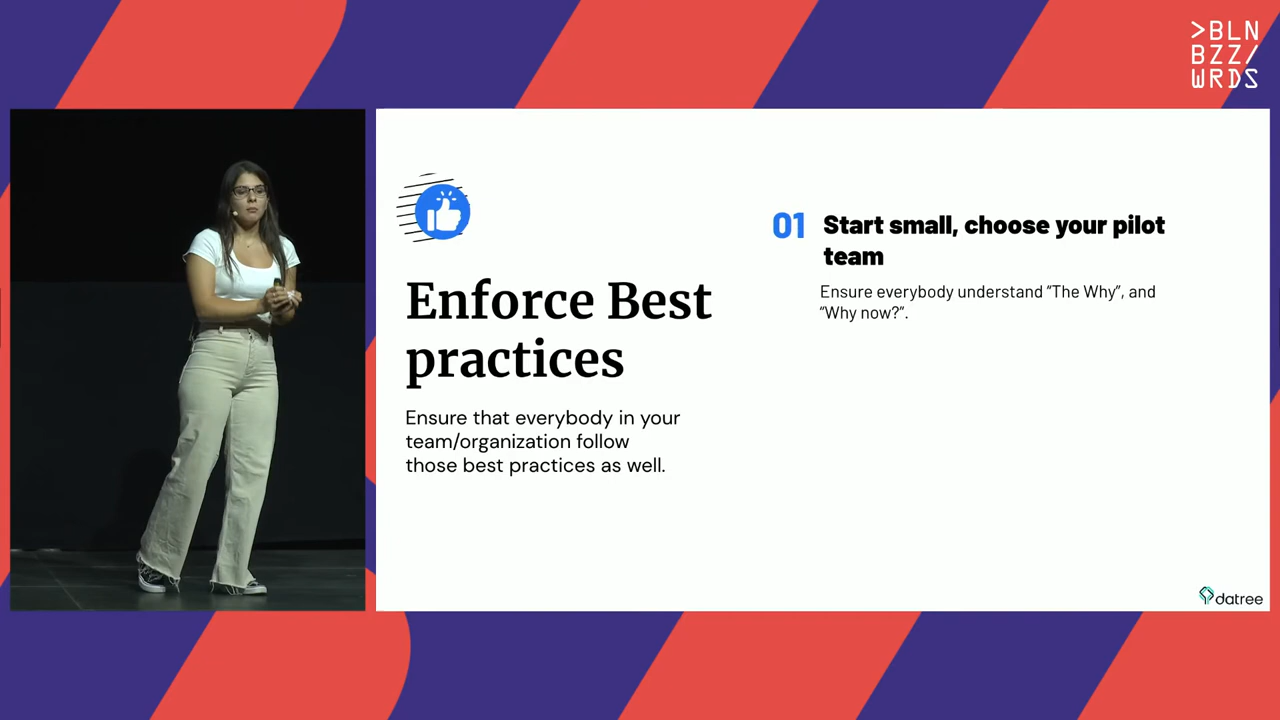 >BLN
BZZ/
WRDS
Enforce Best
practices
Ensure that everybody in your
team/organization follow
those best practices as well.
01
Start small, choose your pilot
team
Ensure everybody understand “The Why”, and
“Why now?”.
datree